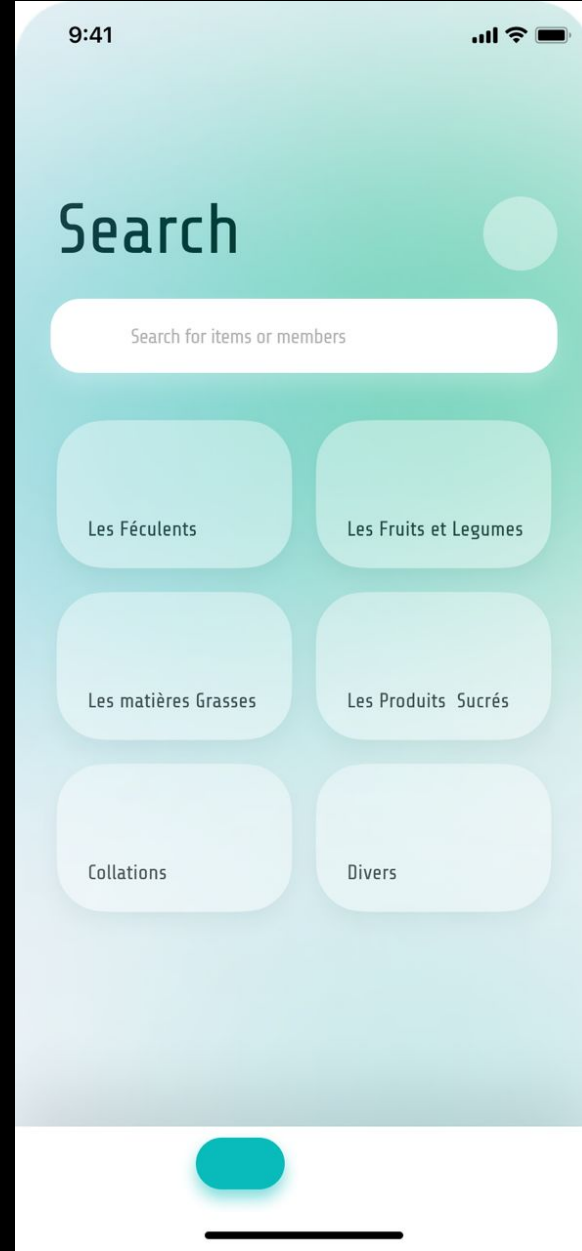 9:41
Search
Search for items or members
Les Féculents
Les Fruits et Legumes
Les matières Grasses
Les Produits  Sucrés
Collations
Divers